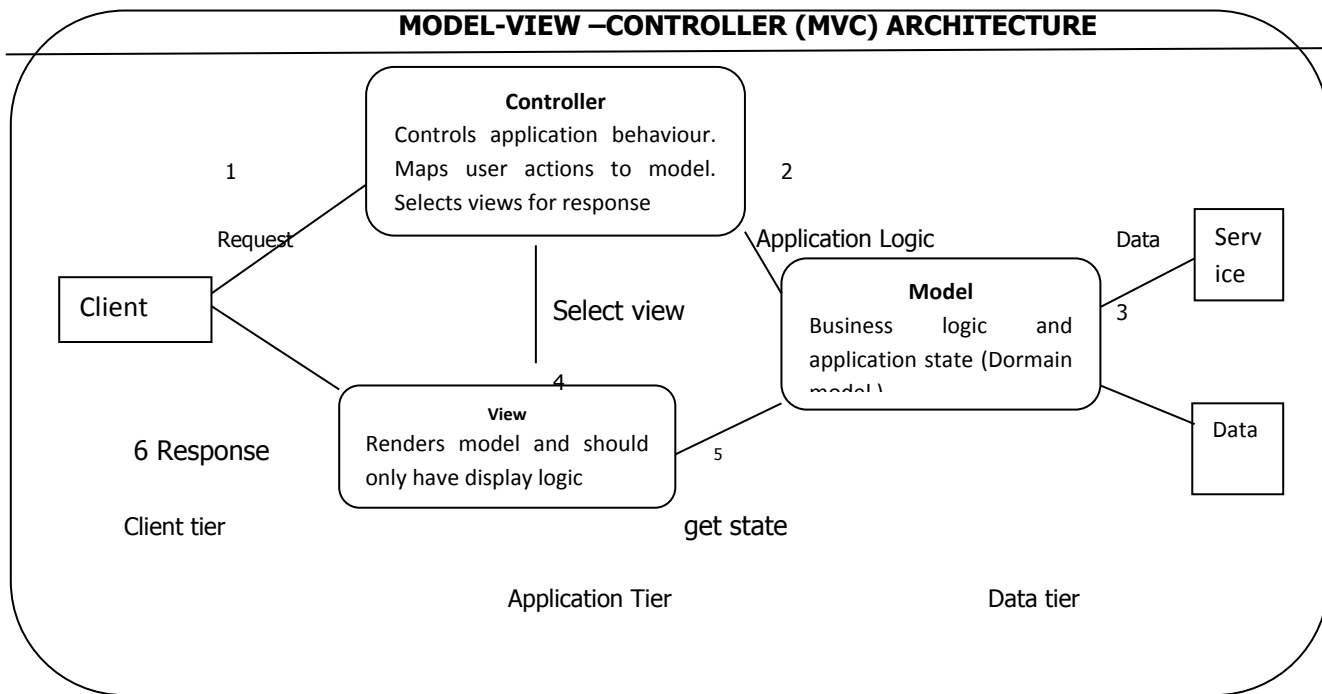 MODEL-VIEW –CONTROLLER (MVC) ARCHITECTURE
Controller
Controls application behaviour.
Maps user actions to model.
Selects views for response
1
2
Request
Application Logic
Data
Serv
ice
Client
Select view
Model
Business logic and
application state (Dormain
model )
3
4
View
Renders model and should
only have display logic
5
Data
6 Response
Client tier
get state
Application Tier
Data tier